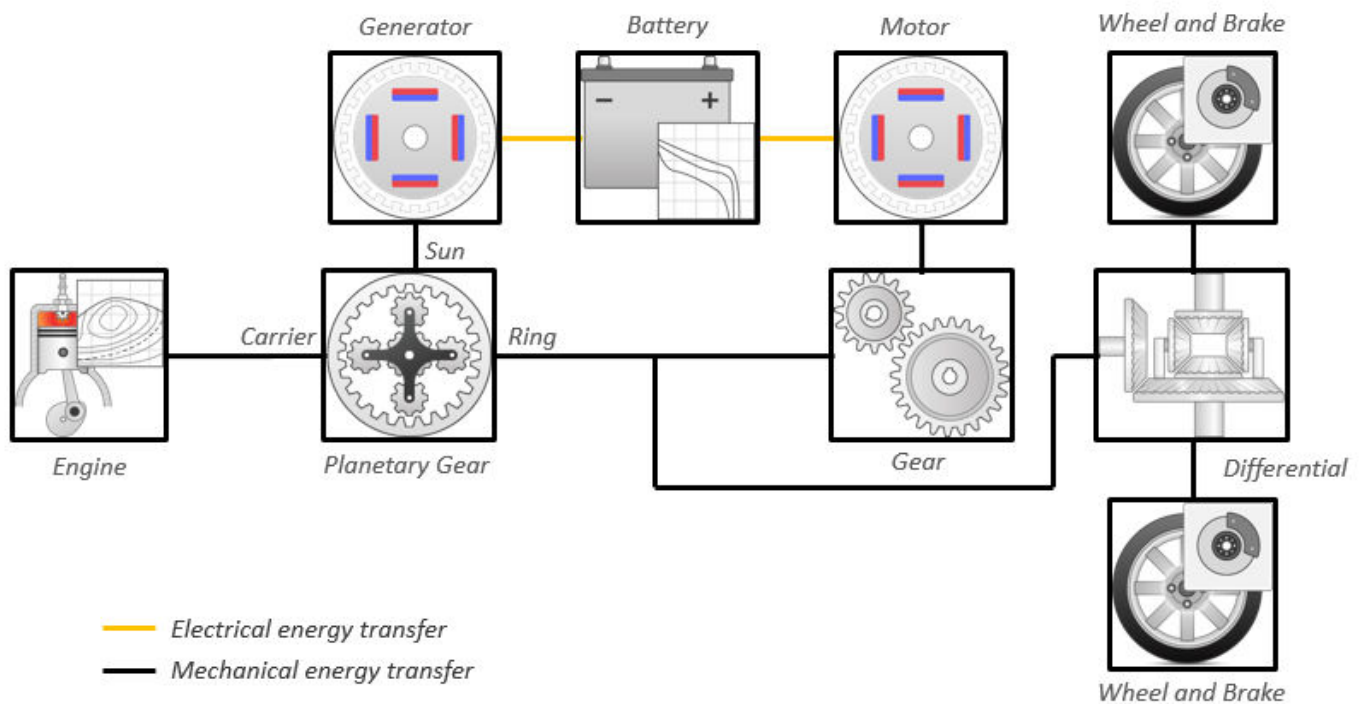 Generator
Battery
Motor
Wheel and Brake
− +
Sun
Carrier
Ring
Engine
Planetary Gear
Gear
Differential
Electrical energy transfer
Mechanical energy transfer
Wheel and Brake